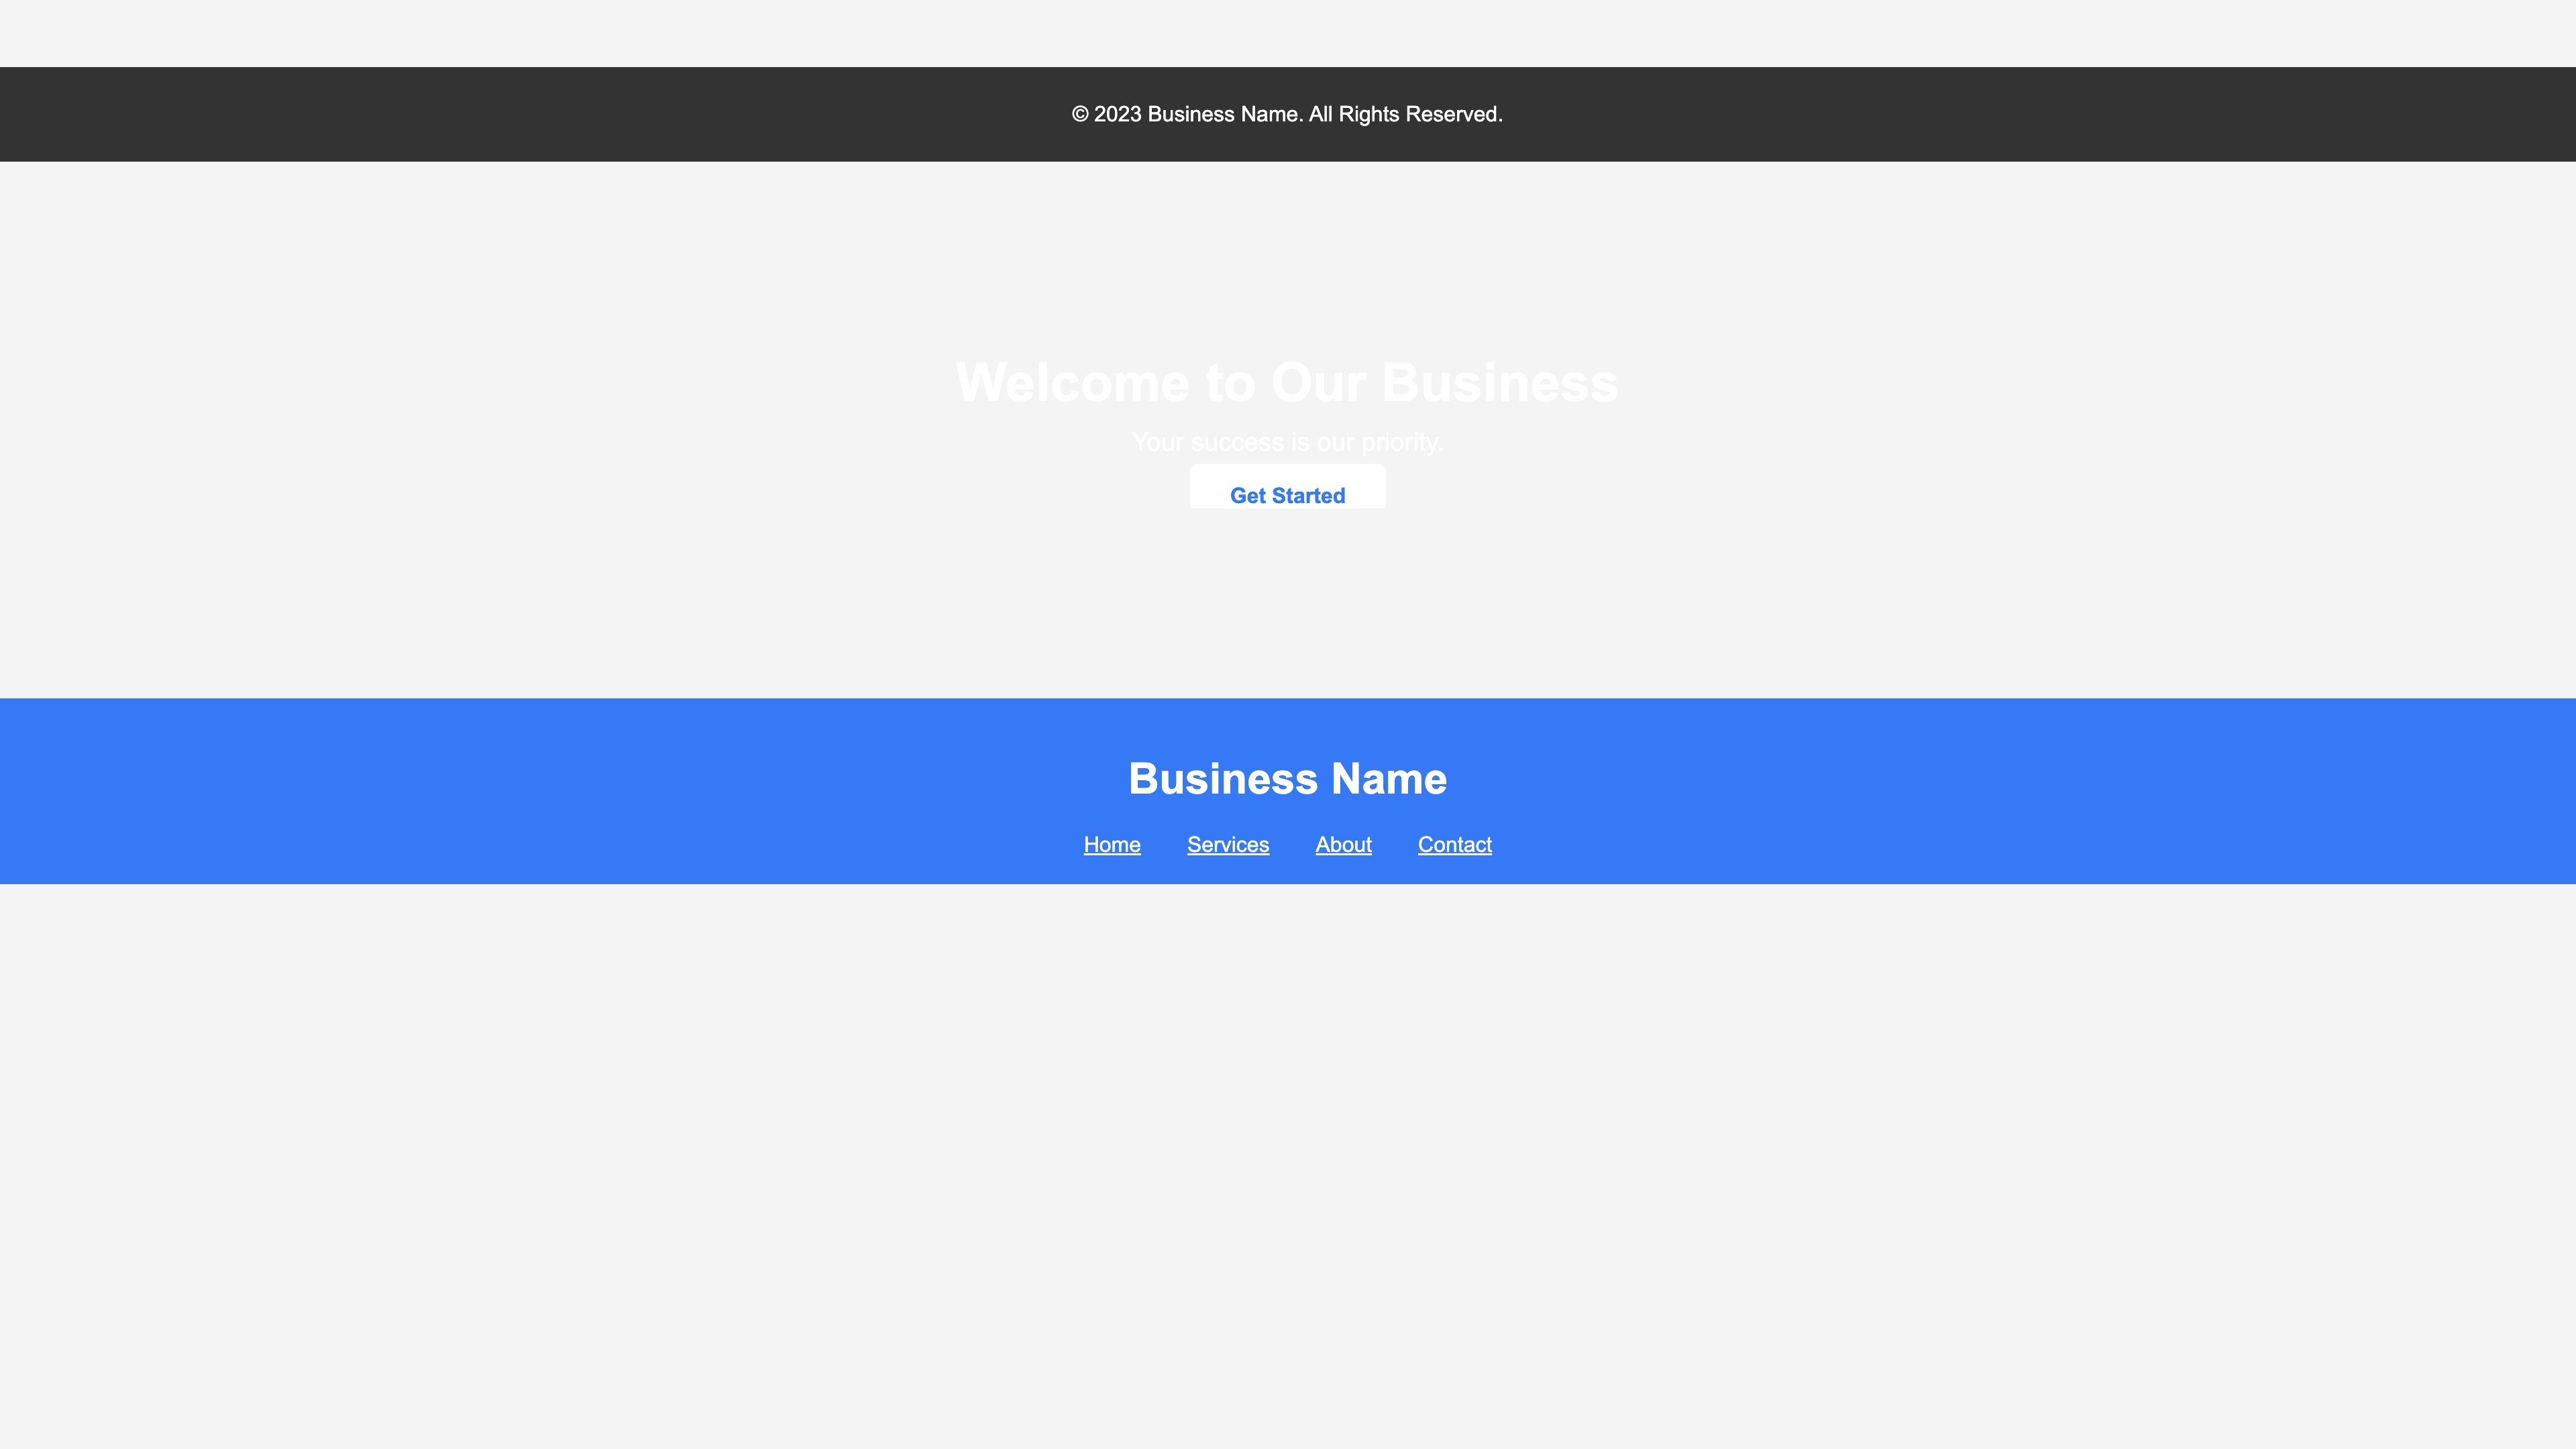 © 2023 Business Name. All Rights Reserved.
Welcome to Our Business
Your success is our priority.
Get Started
Business Name
Home Services About Contact